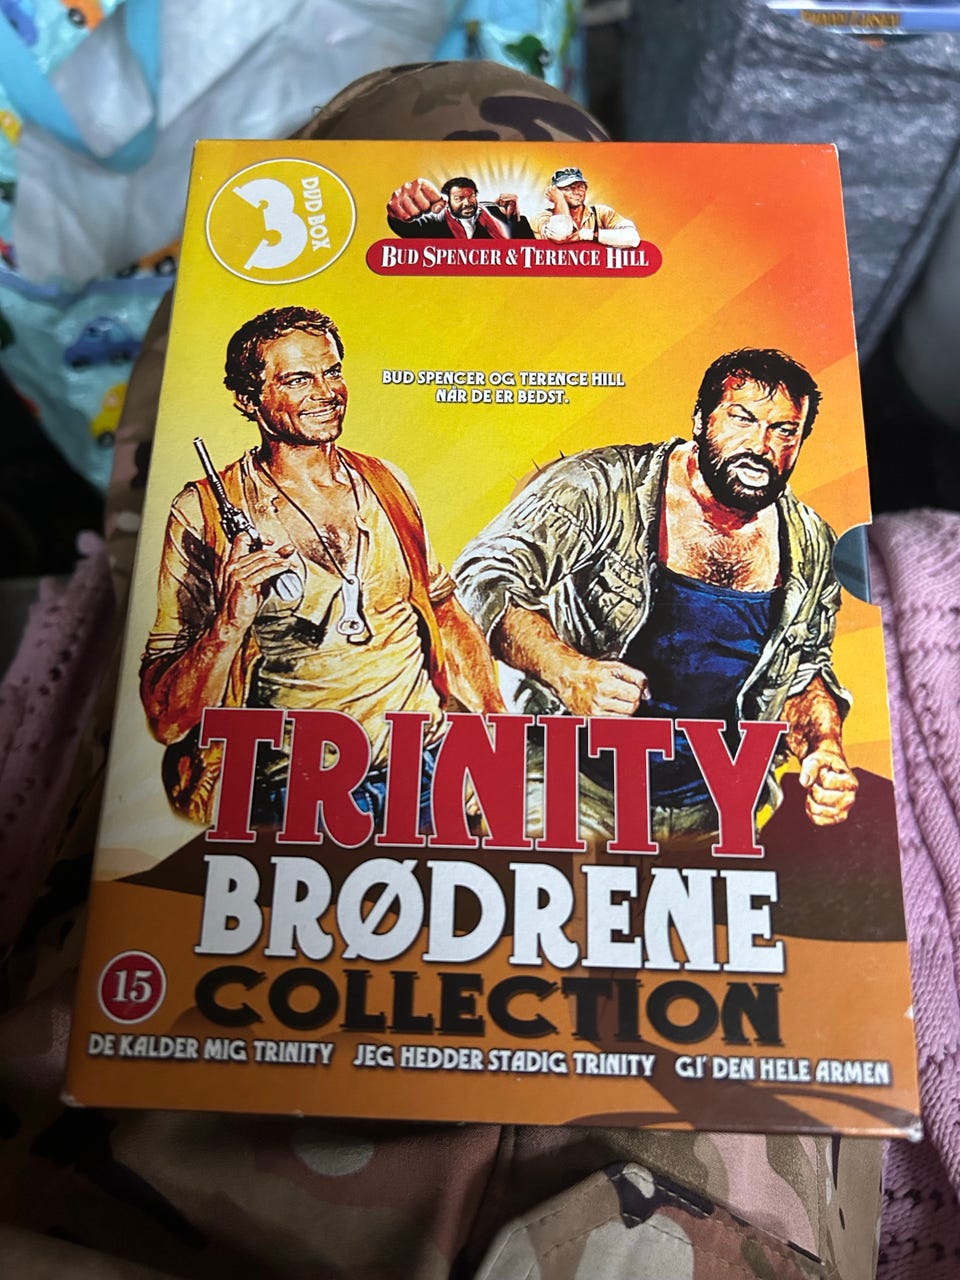 3
DVD BOX
BUD SPENCER & TERENCE HILL
BUD SPENCER OG TERENCE HILL
NÅR DE ER BEDST.
TRINITY
BRØDRENE
COLLECTION
15
DE KALDER MIG TRINITY JEG HEDDER STADIG TRINITY GI' DEN HELE ARMEN